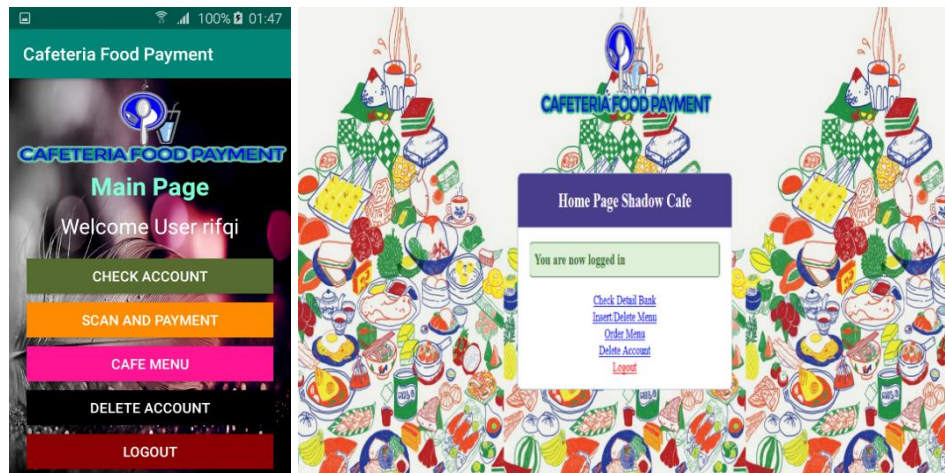 100% 01:47
Cafeteria Food Payment
CAFETERIA FOOD PAYMENT
Main Page
Welcome User rifqi
CHECK ACCOUNT
SCAN AND PAYMENT
CAFE MENU
DELETE ACCOUNT
LOGOUT
CAFETERIA FOOD PAYMENT
Home Page Shadow Cafe
You are now logged in
Check Detail Bank
Insert/Delete Menu
Order Menu
Delete Account
Logout